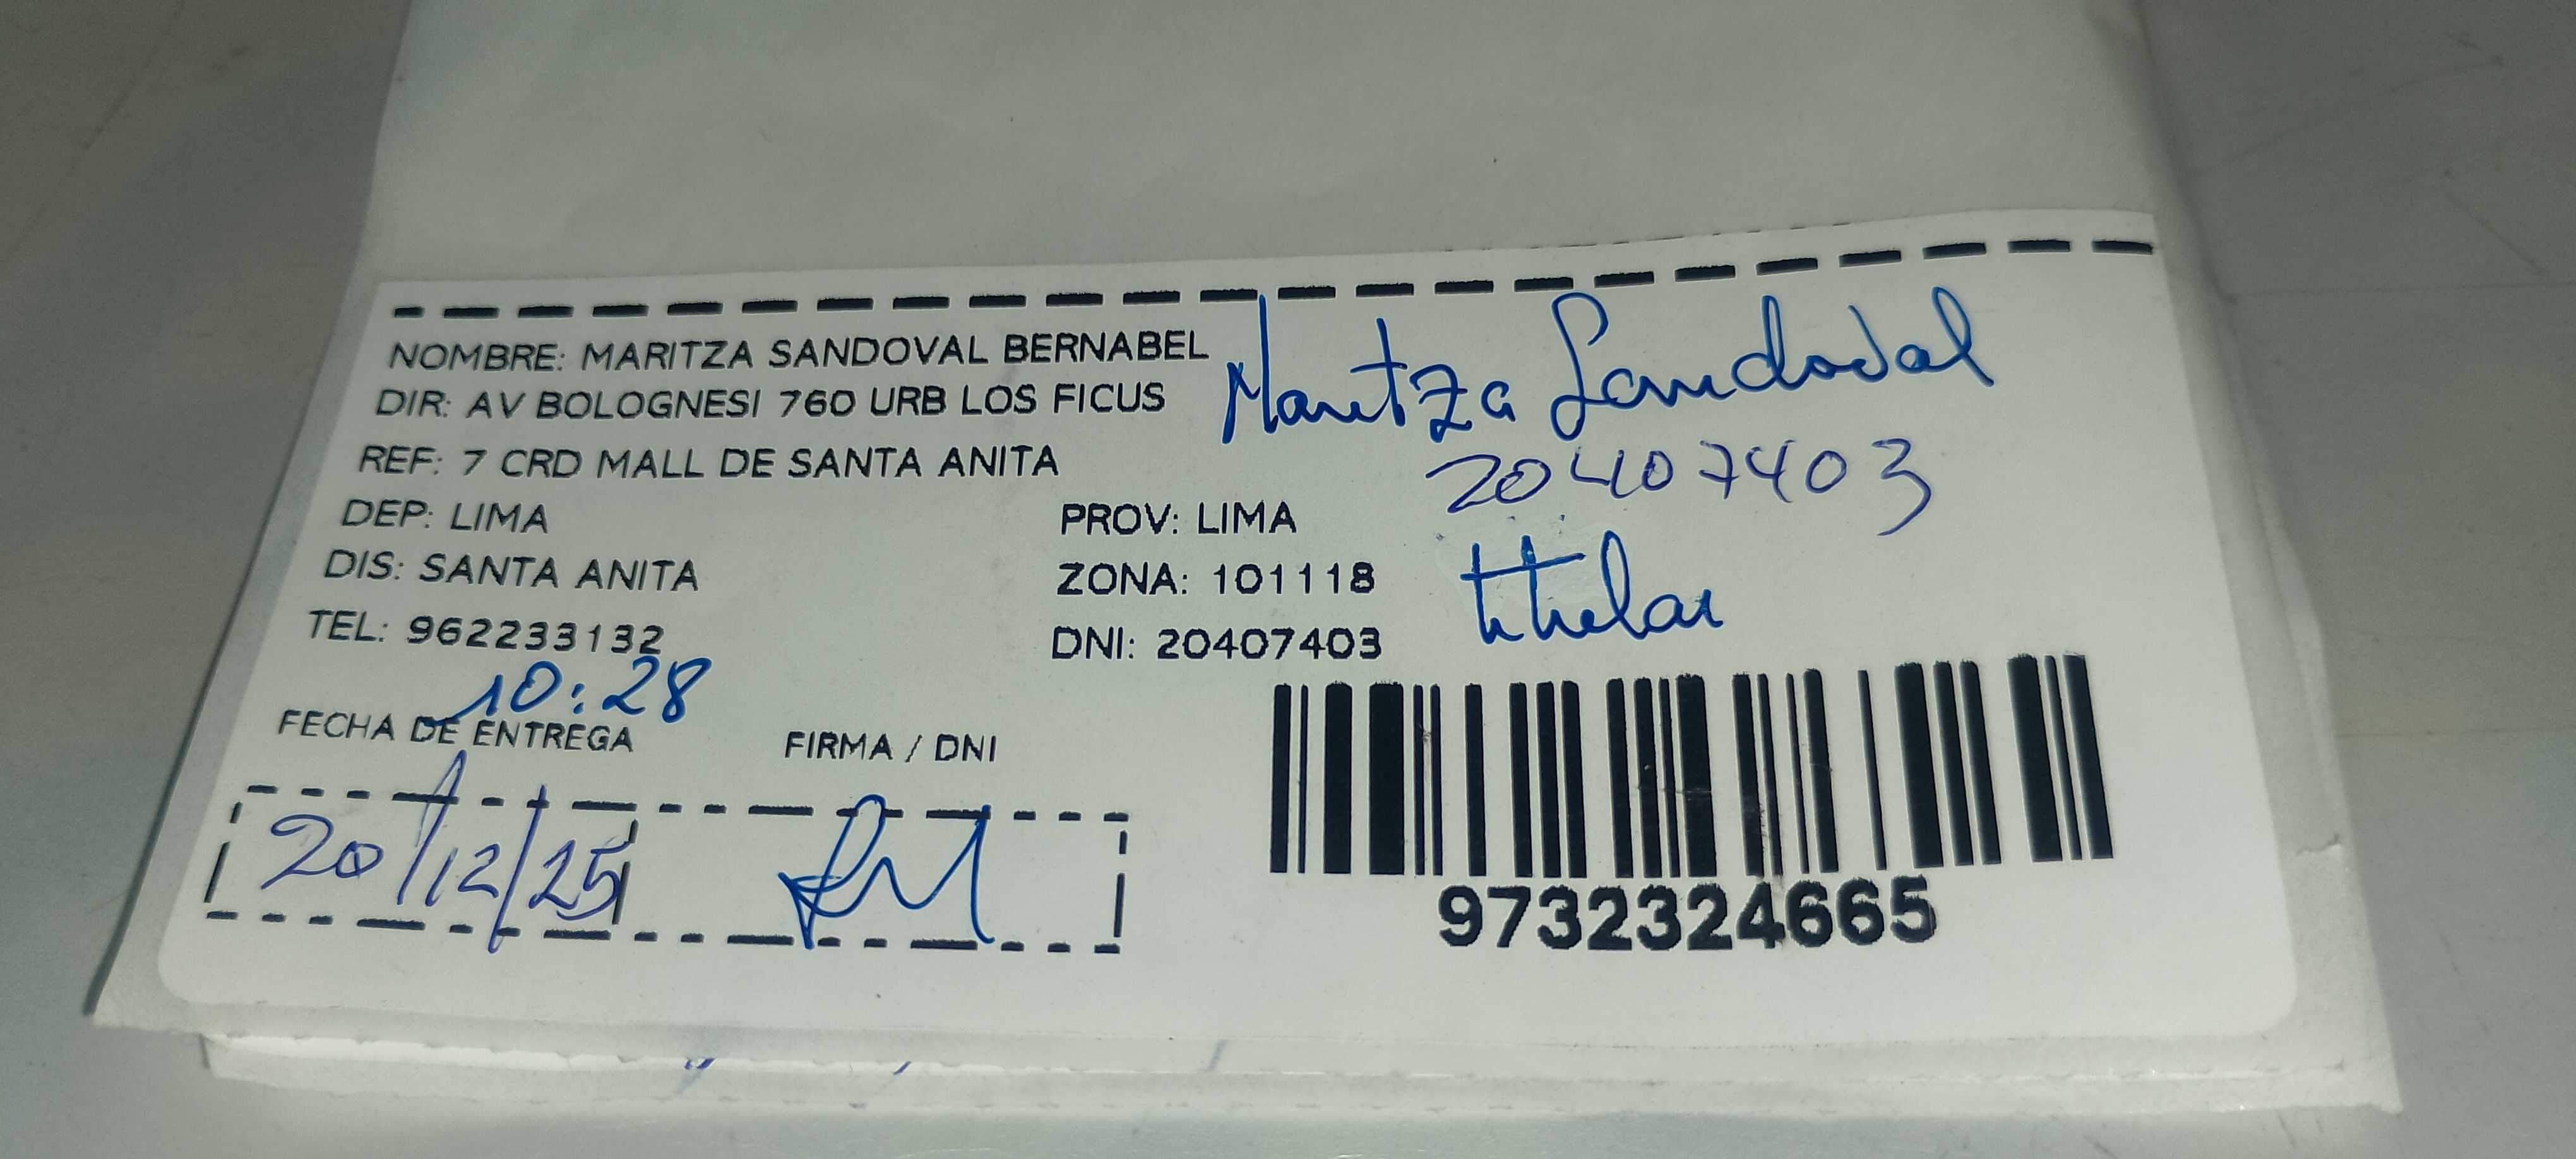 NOMBRE: MARITZA SANDOVAL BERNABEL
Maritza Sandoval
DIR: AV BOLOGNESI 760 URB LOS FICUS
REF: 7 CRD MALL DE SANTA ANITA
20407403
DEP: LIMA
PROV: LIMA
titular
DIS: SANTA ANITA
ZONA: 101118
TEL: 962233132
DNI: 20407403
10:28
FECHA DE ENTREGA
FIRMA / DNI
20/12/25
9732324665